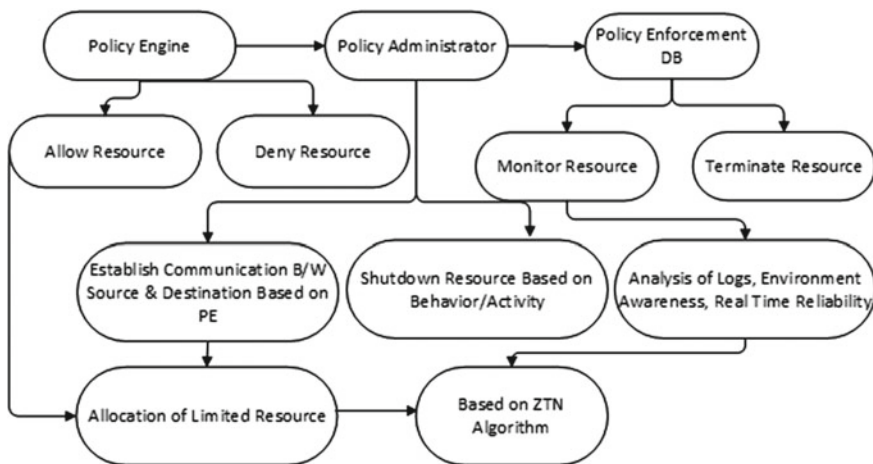 Policy Engine
Policy Administrator
Policy Enforcement
DB
Allow Resource
Deny Resource
Monitor Resource
Terminate Resource
Establish Communication B/W
Source & Destination Based on
PE
Shutdown Resource Based on
Behavior/Activity
Analysis of Logs, Environment
Awareness, Real Time Reliability
Allocation of Limited Resource
Based on ZTN
Algorithm